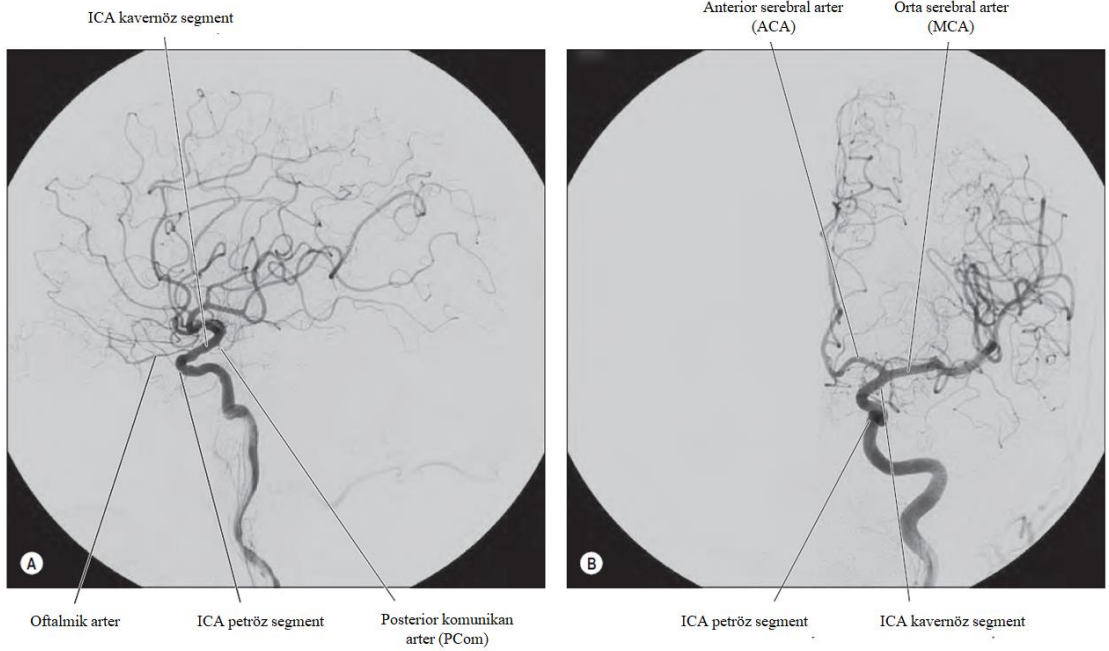 ICA kavernöz segment
Anterior serebral arter
(ACA)
Orta serebral arter
(MCA)
A
B
Oftalmik arter
ICA petröz segment
Posterior komunikan
arter (PCom)
ICA petröz segment
ICA kavernöz segment